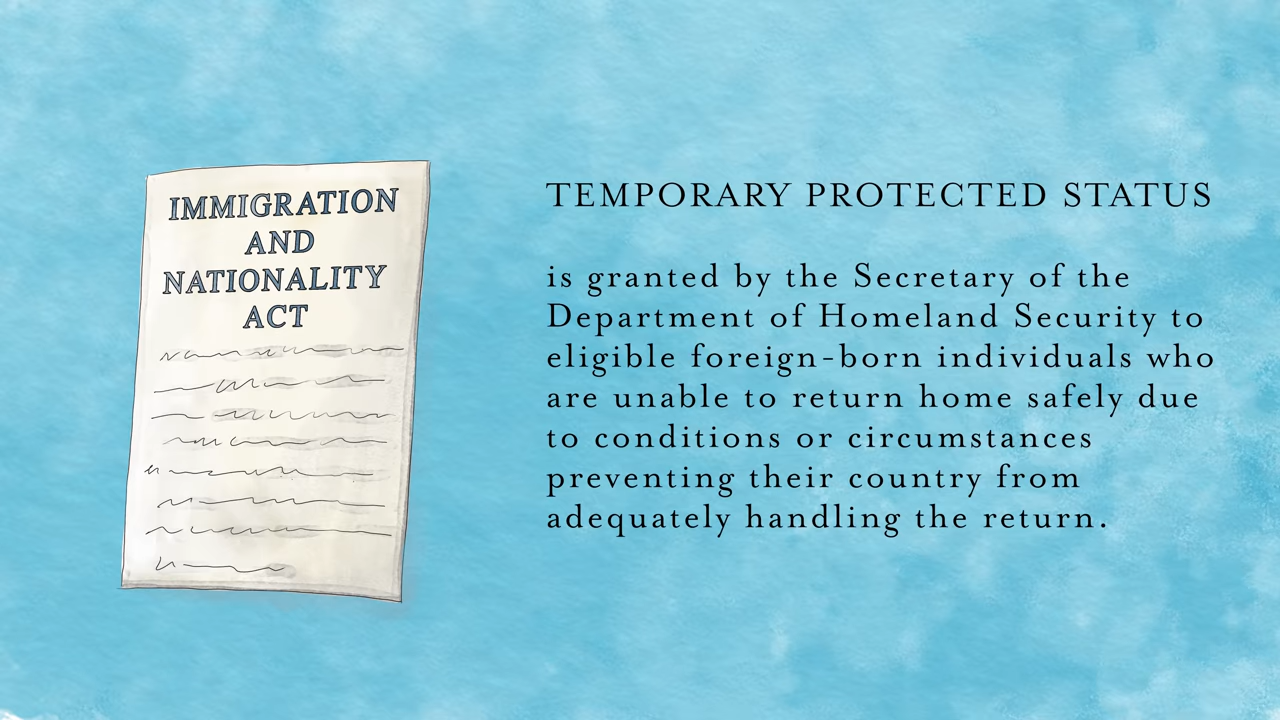 IMMIGRATION
AND
NATIONALITY
ACT
TEMPORARY PROTECTED STATUS
is granted by the Secretary of the
Department of Homeland Security to
eligible foreign-born individuals who
are unable to return home safely due
to conditions or circumstances
preventing their country from
adequately handling the return.